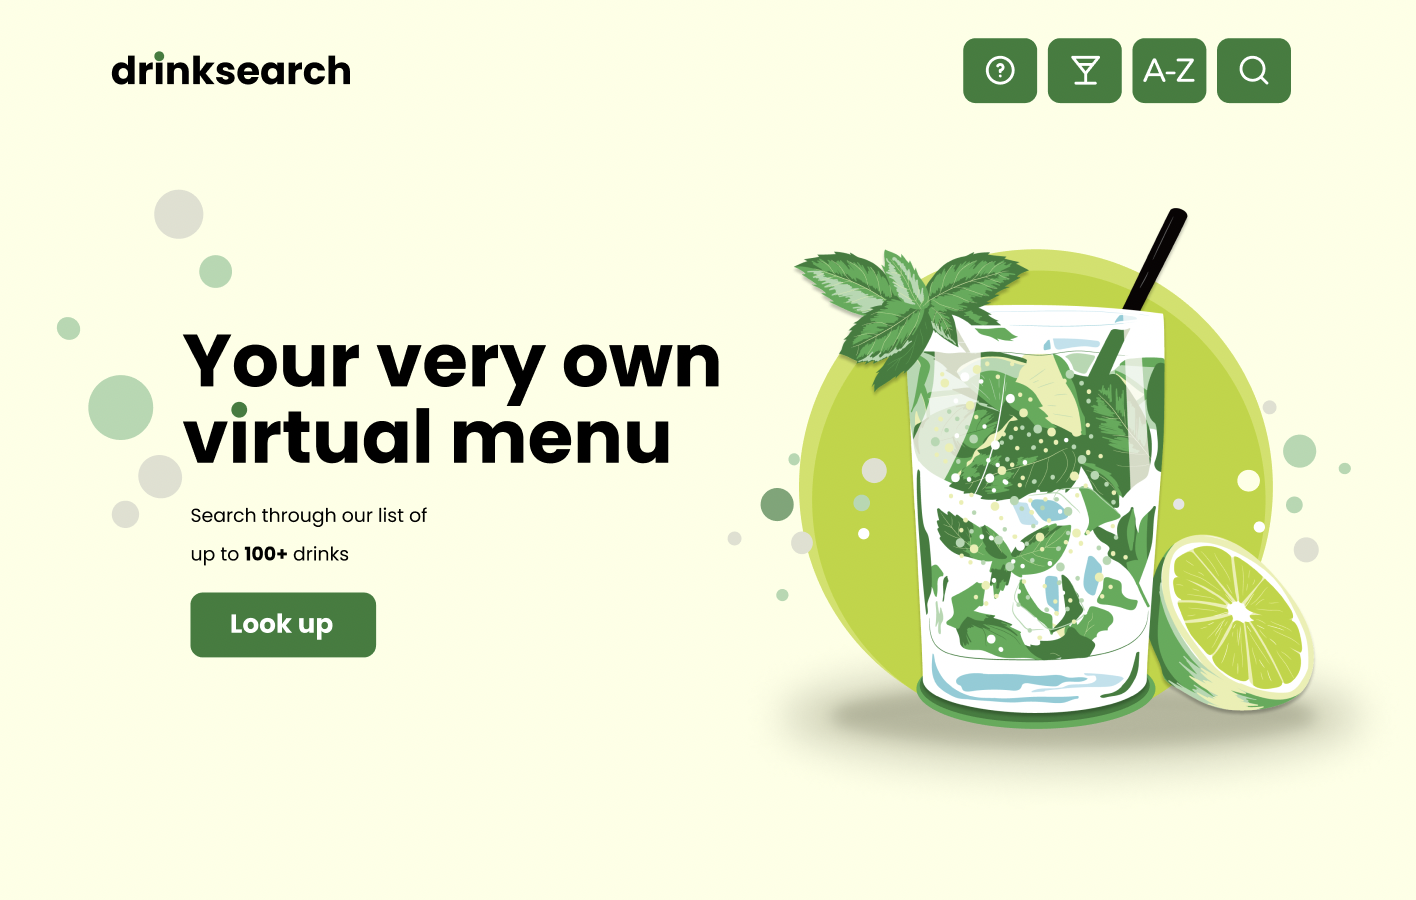 drinksearch
?
A-Z
Your very own
virtual menu
Search through our list of
up to 100+ drinks
Look up